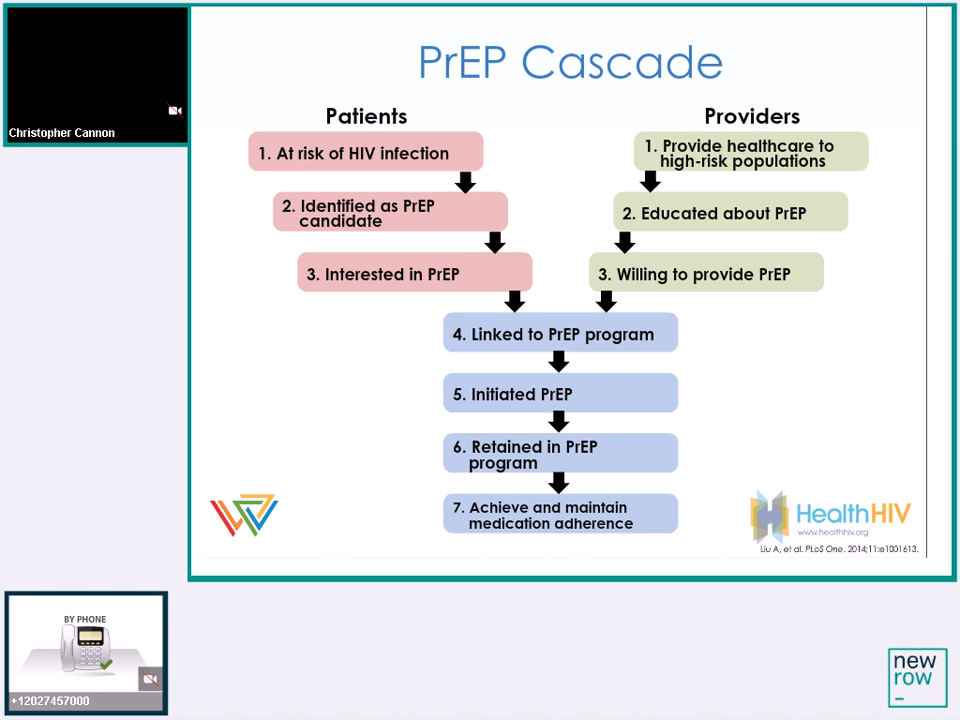 Christopher Cannon
PrEP Cascade
Patients
1. At risk of HIV infection
2. Identified as PrEP
candidate
3. Interested in PrEP
Providers
1. Provide healthcare to
high-risk populations
2. Educated about PrEP
3. Willing to provide PrEP
4. Linked to PrEP program
5. Initiated PrEP
6. Retained in PrEP
program
7. Achieve and maintain
medication adherence
HealthHIV
www.healthhiv.org
Liu A, et al. PLoS One. 2014;11:e1001613.
BY PHONE
+12027457000
new
row